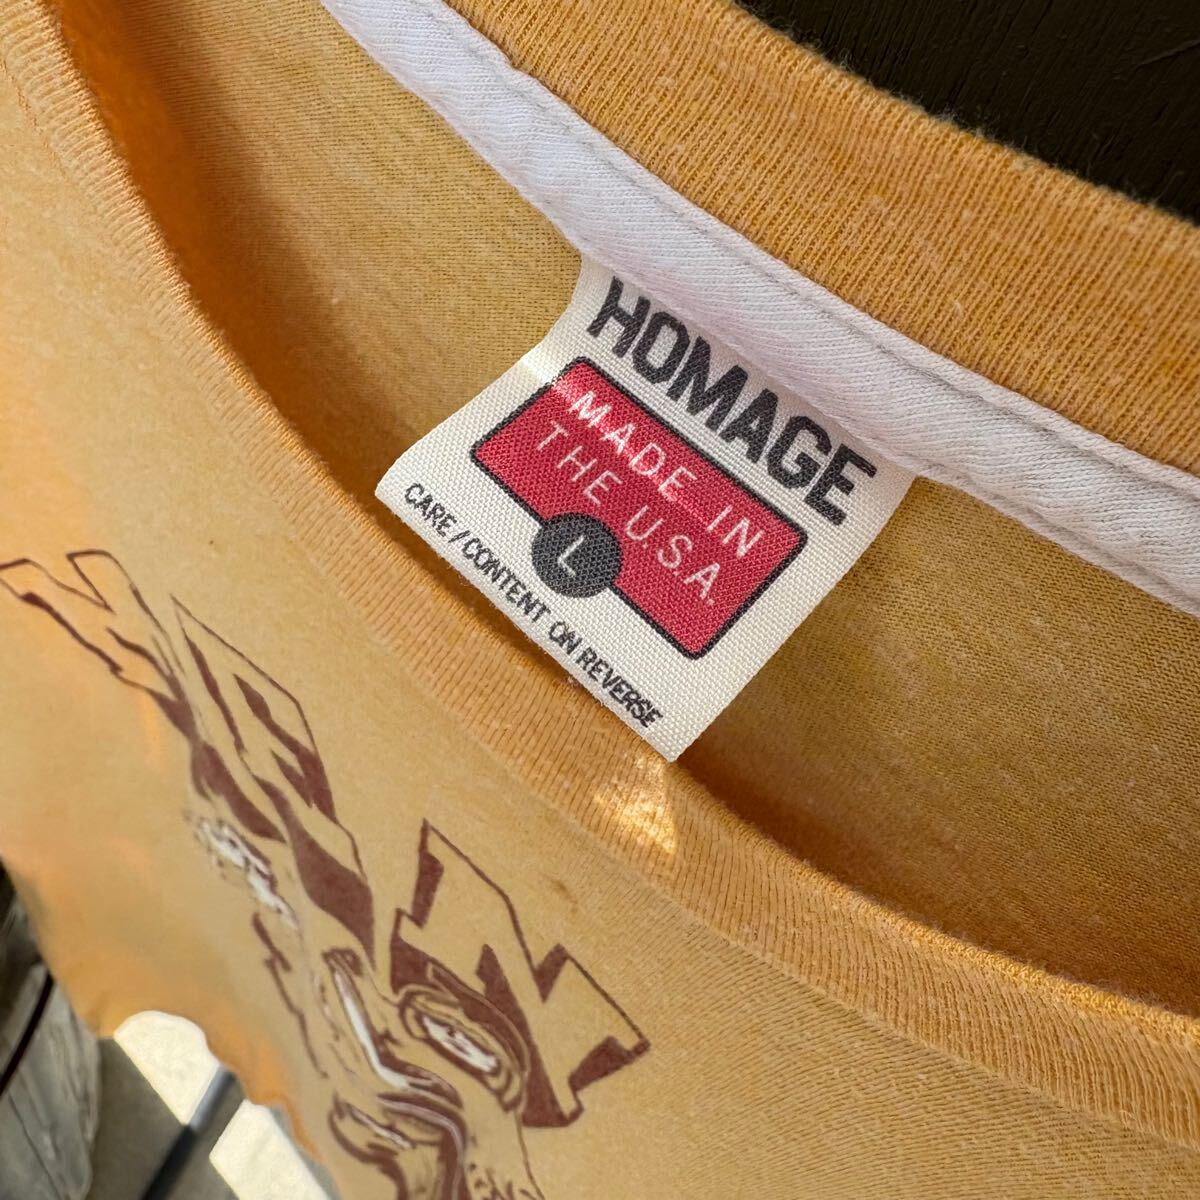 HOMAGE
MADE IN
THE U.S.A.
L
CARE / CONTENT ON REVERSE